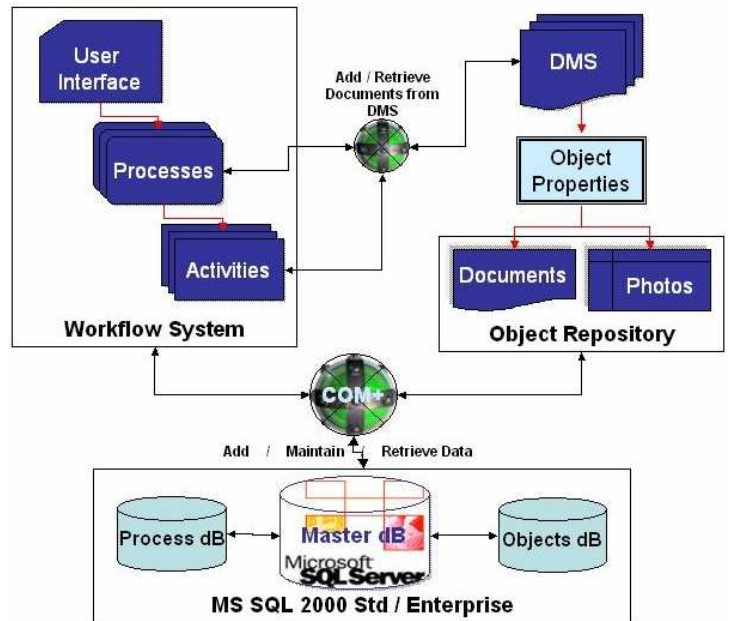 User
Interface
Processes
Activities
Workflow System
Add / Retrieve
Documents from
DMS
DMS
Object
Properties
Documents
Photos
Object Repository
COM+
Add / Maintain / Retrieve Data
Process dB
Master dB
Microsoft
SQLServer
Objects dB
MS SQL 2000 Std / Enterprise